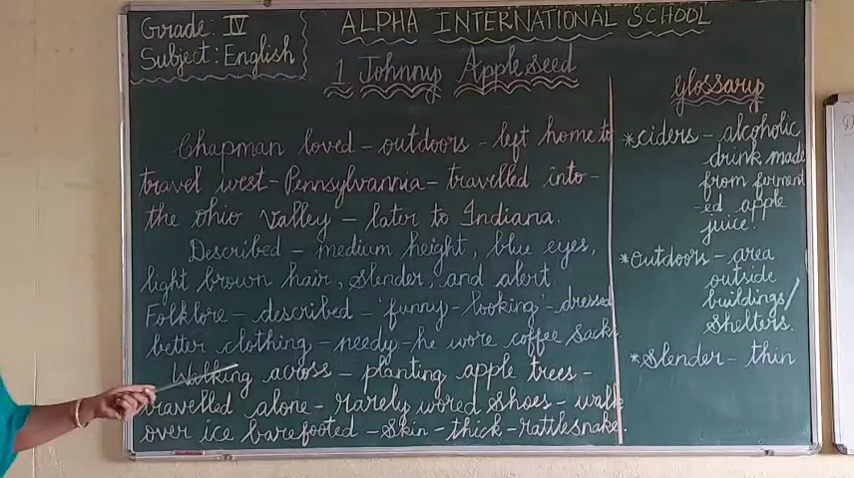 Grade: IV
Subject: English
ALPHA INTERNATIONAL SCHOOL
1 Johnny Appleseed
Chapman loved - outdoors - left home to
travel west - Pennsylvannia - travelled into -
the ohio Valley - later to Indiana.
Described - medium height, blue eyes,
light brown hair, slender, and alert.
Folklore - described - 'funny - looking' - dressed
better clothing - needy - he wore coffee sacks
Walking across - planting apple trees -
travelled alone - rarely wored shoes - walk
over ice barefooted - skin - thick - rattlesnake.
Glossary
*ciders - alcoholic
drink made
from forment
-ed apple
juice.
*outdoors - area
outside
buildings/
shelters.
*slender - thin
D